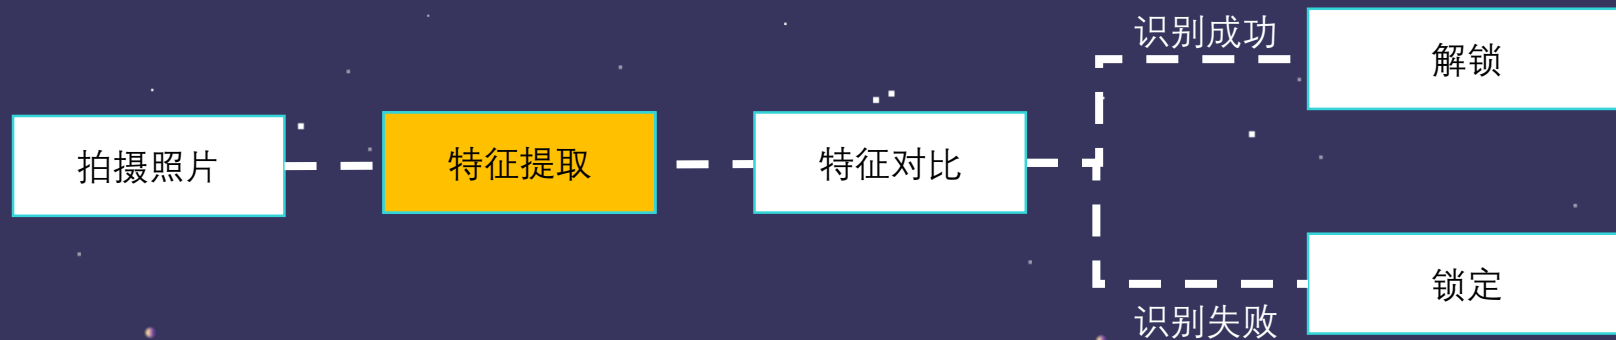 识别成功
解锁
拍摄照片
特征提取
特征对比
锁定
识别失败